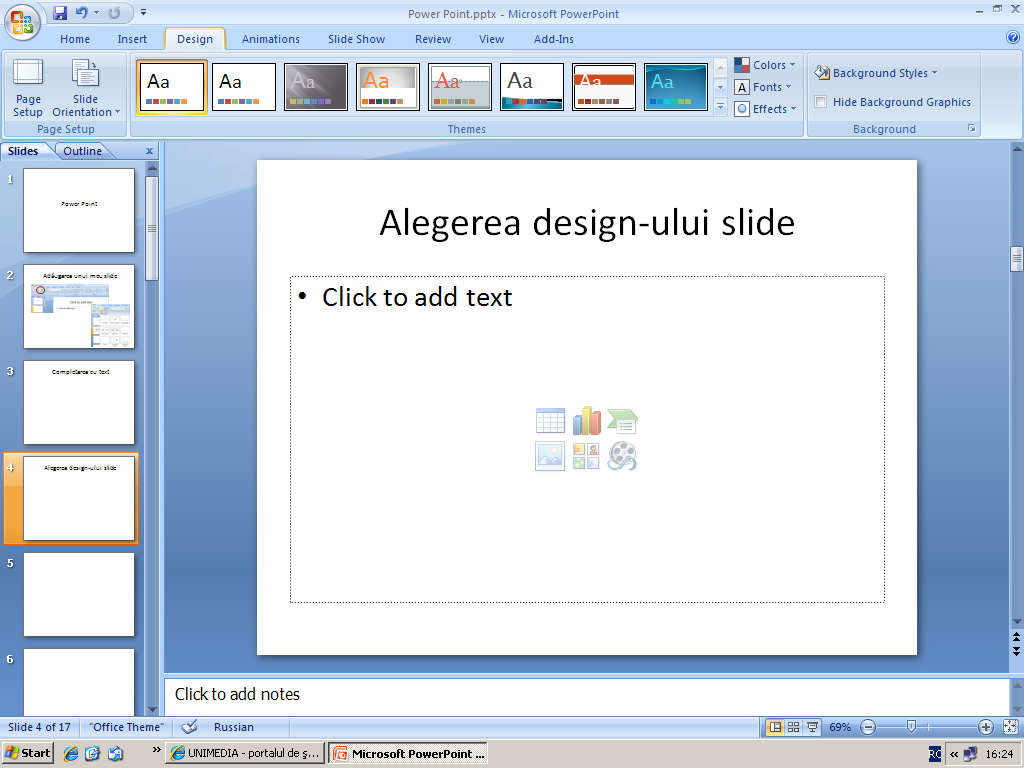 Power Point.pptx - Microsoft PowerPoint
Home Insert Design Animations Slide Show Review View Add-Ins
Page Setup
Slide Orientation
Aa Aa Aa Aa Aa Aa Aa Aa
Colors
Fonts
Effects
Background Styles
Hide Background Graphics
Page Setup Themes Background
Slides Outline
1
Power Point
2
Adăugarea unui nou slide
3
Completarea cu text
4
Alegerea design-ului slide
5
6
Alegerea design-ului slide
• Click to add text
Click to add notes
Slide 4 of 17 "Office Theme" Russian 69%
Start UNIMEDIA - portalul de ş... Microsoft PowerPoint ... RO 16:24